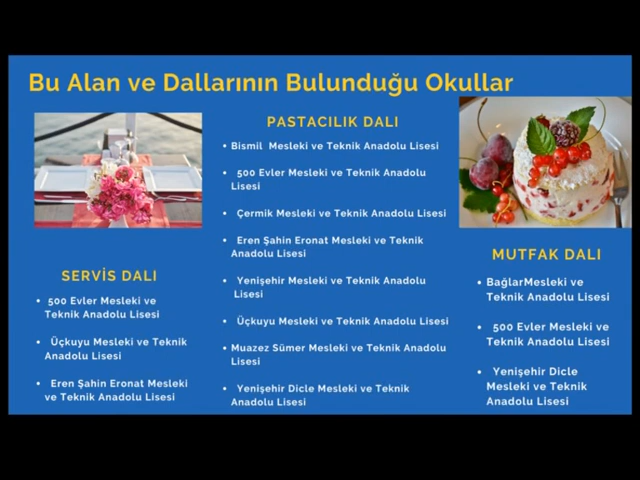 Bu Alan ve Dallarının Bulunduğu Okullar
SERVİS DALI
• 500 Evler Mesleki ve
Teknik Anadolu Lisesi
• Üçkuyu Mesleki ve Teknik
Anadolu Lisesi
• Eren Şahin Eronat Mesleki
ve Teknik Anadolu Lisesi
PASTACILIK DALI
• Bismil Mesleki ve Teknik Anadolu Lisesi
• 500 Evler Mesleki ve Teknik Anadolu
Lisesi
• Çermik Mesleki ve Teknik Anadolu Lisesi
• Eren Şahin Eronat Mesleki ve Teknik
Anadolu Lisesi
• Yenişehir Mesleki ve Teknik Anadolu
Lisesi
• Üçkuyu Mesleki ve Teknik Anadolu Lisesi
• Muazez Sümer Mesleki ve Teknik Anadolu
Lisesi
• Yenişehir Dicle Mesleki ve Teknik
Anadolu Lisesi
MUTFAK DALI
• BağlarMesleki ve
Teknik Anadolu Lisesi
• 500 Evler Mesleki ve
Teknik Anadolu Lisesi
• Yenişehir Dicle
Mesleki ve Teknik
Anadolu Lisesi